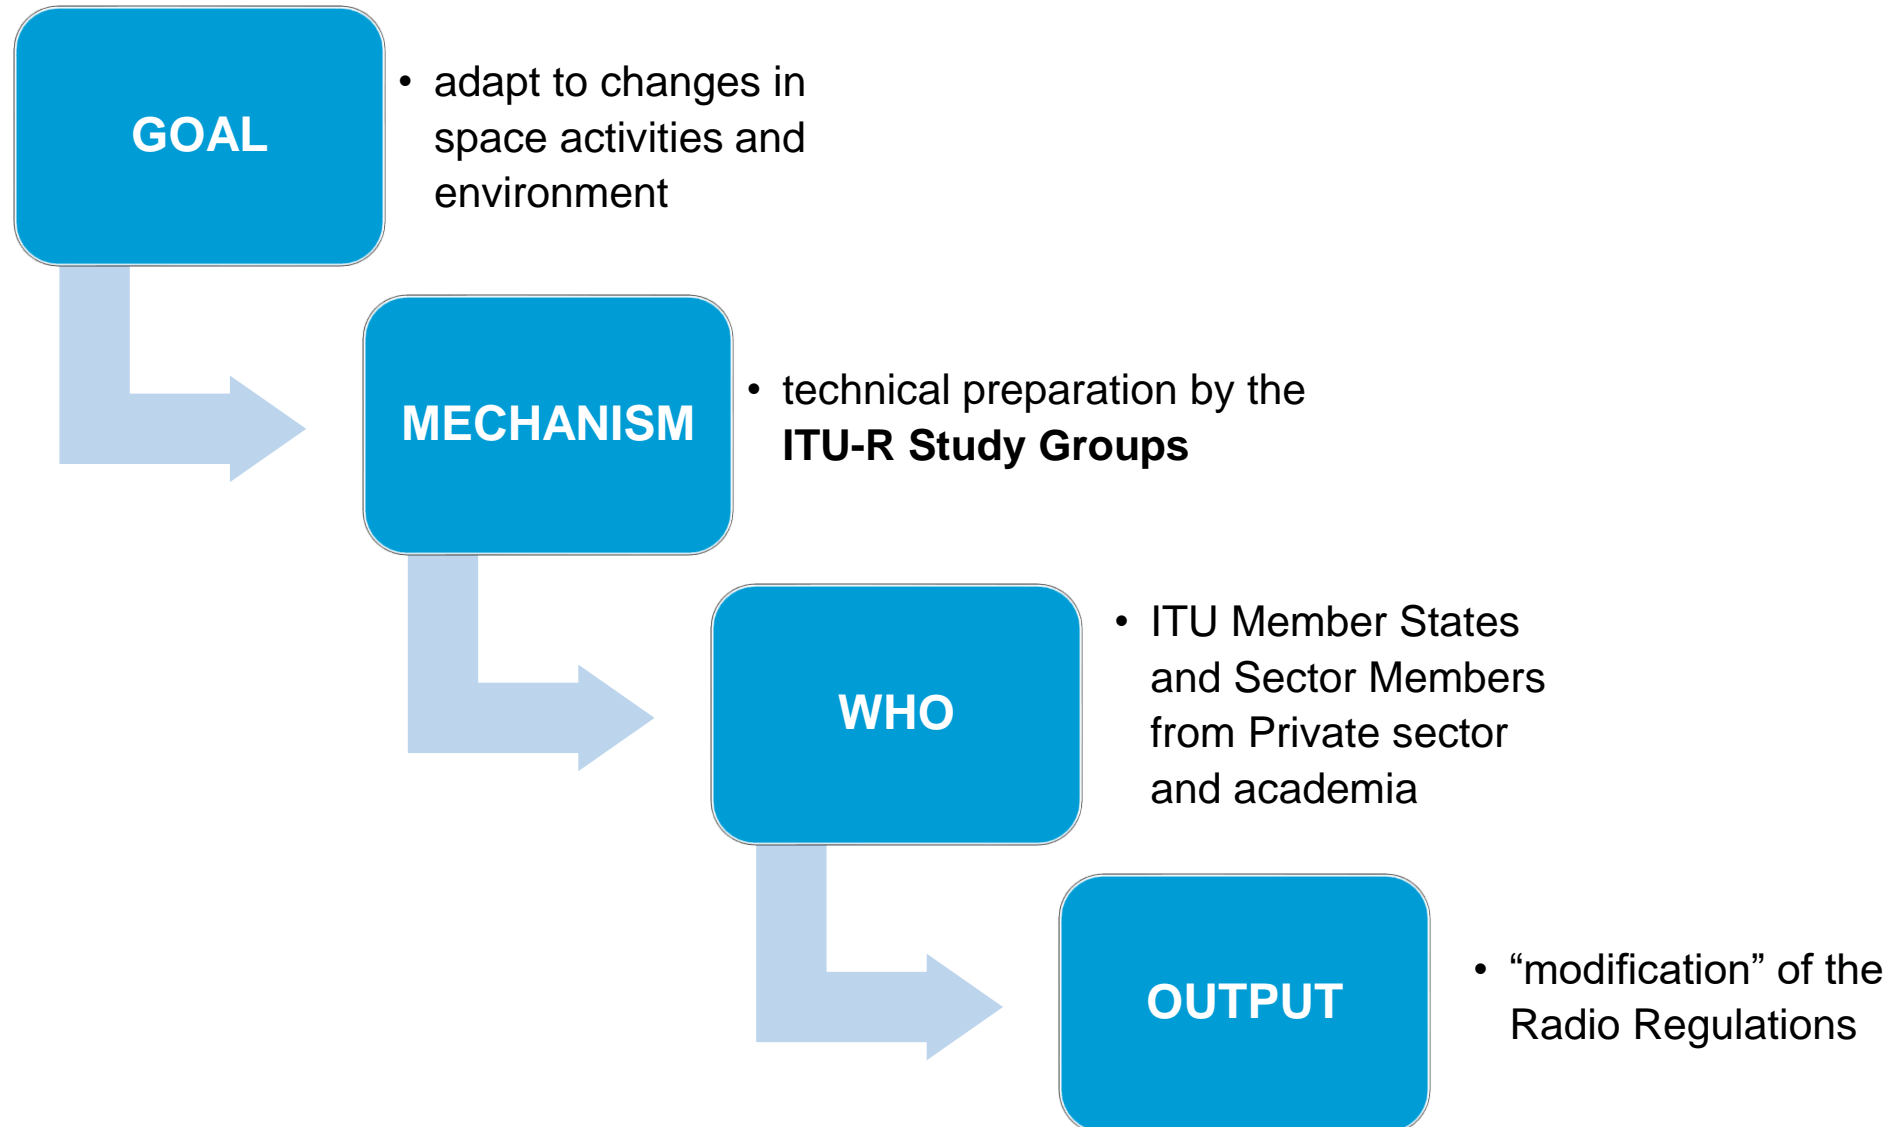 GOAL
• adapt to changes in
space activities and
environment
MECHANISM
• technical preparation by the
ITU-R Study Groups
WHO
• ITU Member States
and Sector Members
from Private sector
and academia
OUTPUT
• “modification” of the
Radio Regulations